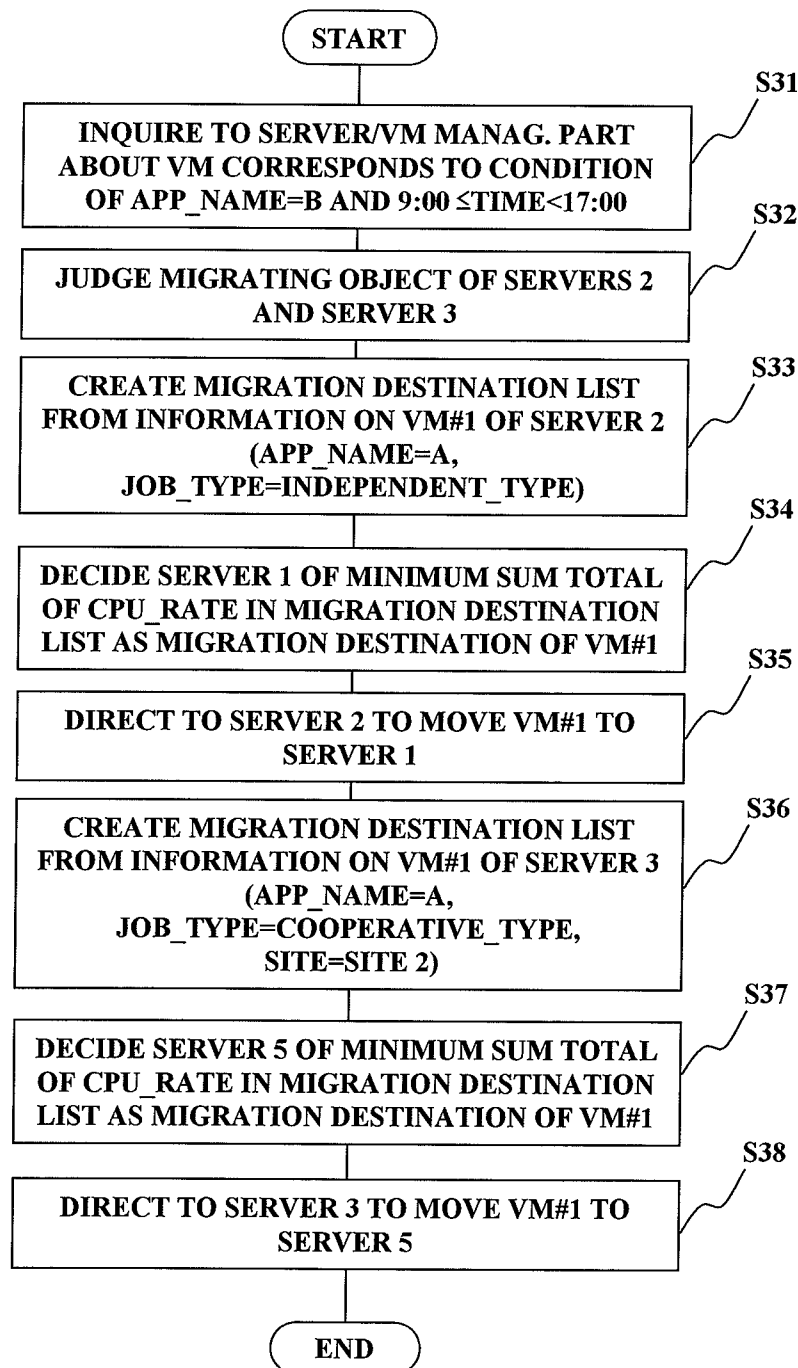 START
S31
INQUIRE TO SERVER/VM MANAG. PART
ABOUT VM CORRESPONDS TO CONDITION
OF APP_NAME=B AND 9:00 ≤TIME<17:00
S32
JUDGE MIGRATING OBJECT OF SERVERS 2
AND SERVER 3
S33
CREATE MIGRATION DESTINATION LIST
FROM INFORMATION ON VM#1 OF SERVER 2
(APP_NAME=A,
JOB_TYPE=INDEPENDENT_TYPE)
S34
DECIDE SERVER 1 OF MINIMUM SUM TOTAL
OF CPU_RATE IN MIGRATION DESTINATION
LIST AS MIGRATION DESTINATION OF VM#1
S35
DIRECT TO SERVER 2 TO MOVE VM#1 TO
SERVER 1
S36
CREATE MIGRATION DESTINATION LIST
FROM INFORMATION ON VM#1 OF SERVER 3
(APP_NAME=A,
JOB_TYPE=COOPERATIVE_TYPE,
SITE=SITE 2)
S37
DECIDE SERVER 5 OF MINIMUM SUM TOTAL
OF CPU_RATE IN MIGRATION DESTINATION
LIST AS MIGRATION DESTINATION OF VM#1
S38
DIRECT TO SERVER 3 TO MOVE VM#1 TO
SERVER 5
END